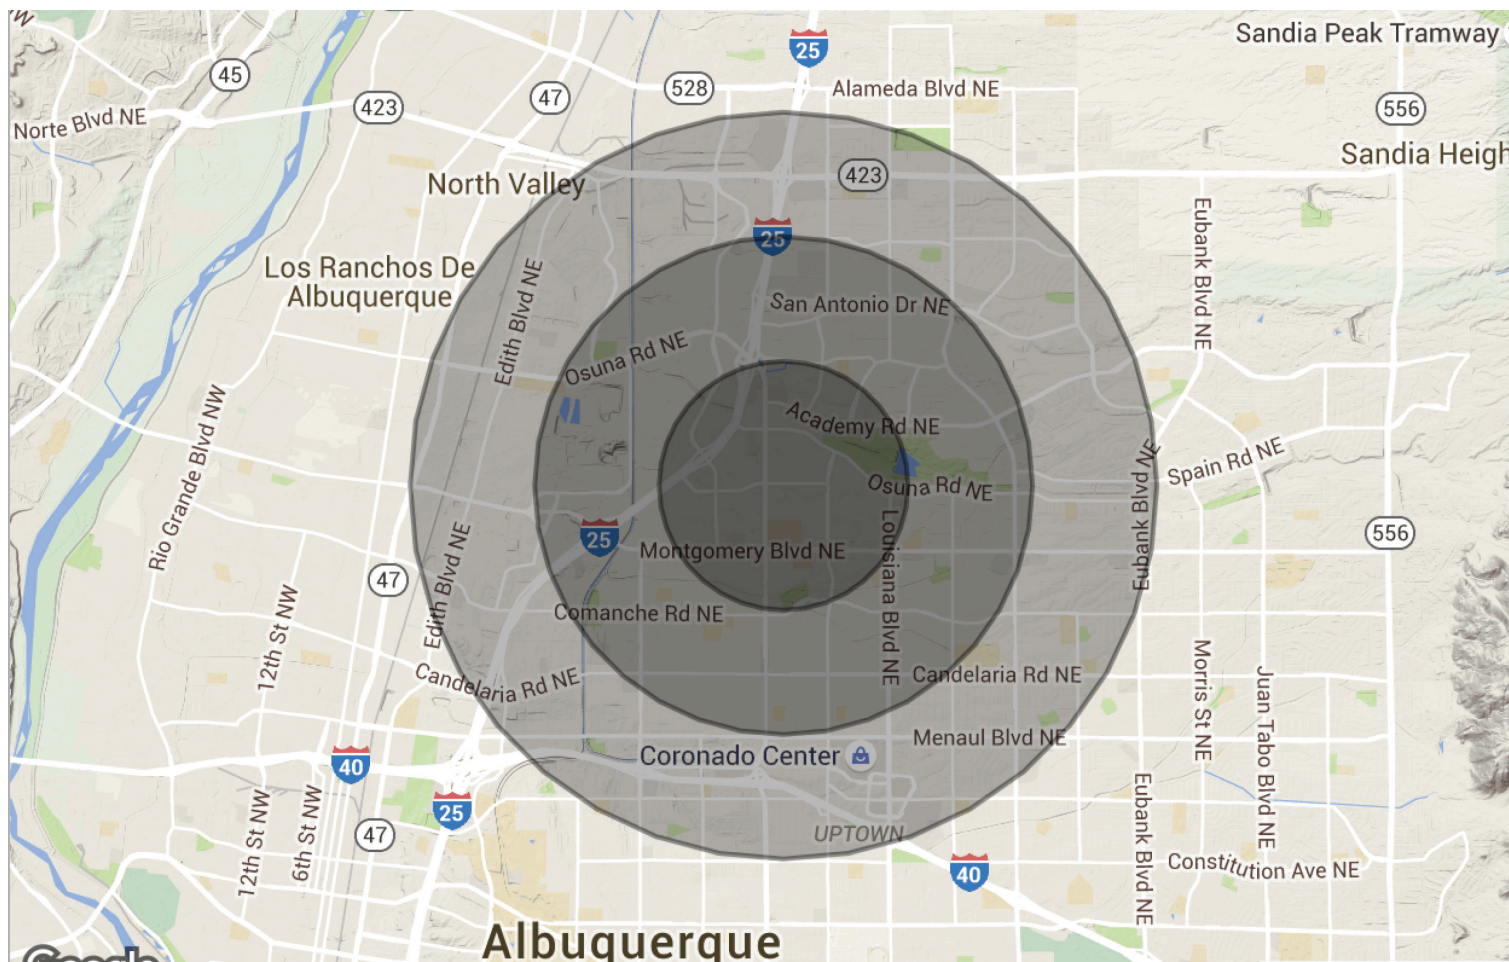 Sandia Peak Tramway
25
45
47
528
Alameda Blvd NE
423
556
Norte Blvd NE
Sandia Heigh
North Valley
423
Eubank Blvd NE
25
Los Ranchos De
Albuquerque
Edith Blvd NE
San Antonio Dr NE
Osuna Rd NE
Rio Grande Blvd NW
Academy Rd NE
Eubank Blvd NE
Spain Rd NE
Osuna Rd NE
25
556
Montgomery Blvd NE
Louisiana Blvd NE
47
Edith Blvd NE
12th St NW
Comanche Rd NE
Candelaria Rd NE
Candelaria Rd NE
Morris St NE
Juan Tabo Blvd NE
Menaul Blvd NE
Coronado Center
40
25
47
12th St NW
6th St NW
UPTOWN
Eubank Blvd NE
40
Constitution Ave NE
Albuquerque
Google